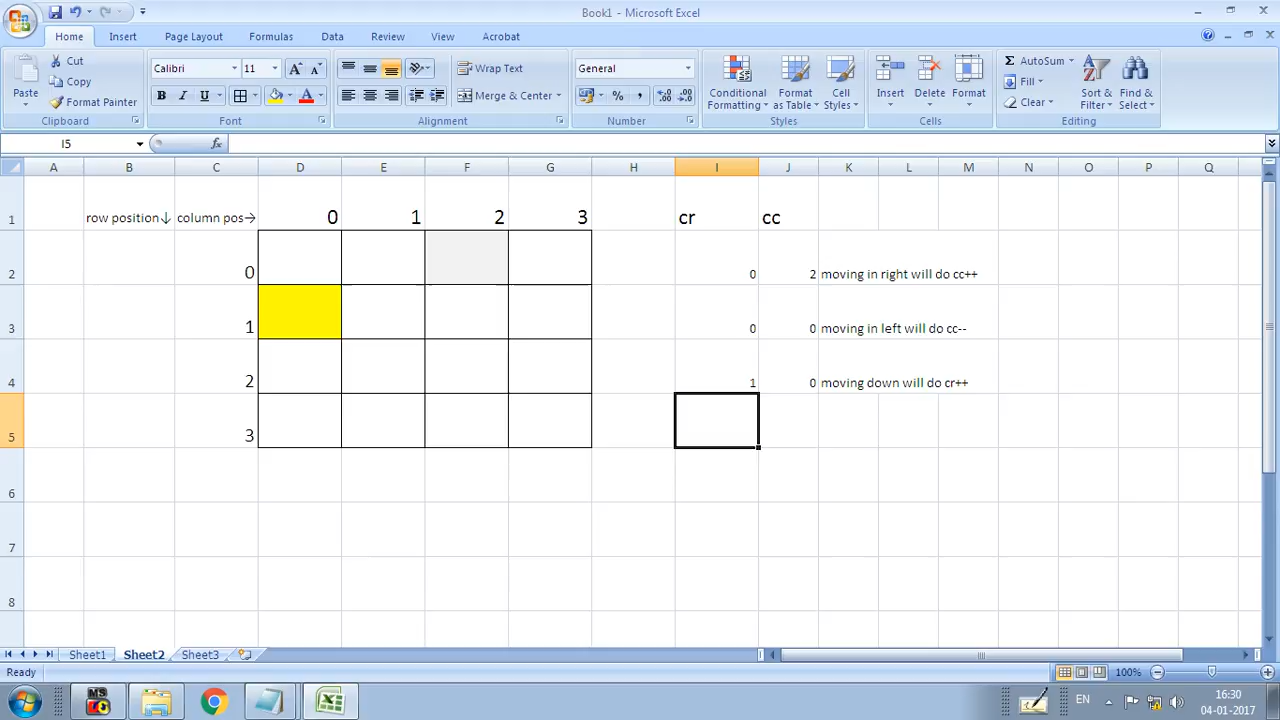 Book1 - Microsoft Excel
Home Insert Page Layout Formulas Data Review View Acrobat
Paste
Cut
Copy
Format Painter
Clipboard
Calibri 11
B I U
Font
Wrap Text
Merge & Center
Alignment
General
% ,
Number
Conditional Formatting
Format as Table
Cell Styles
Styles
Insert Delete Format
Cells
Σ AutoSum
Fill
Clear
Sort & Filter
Find & Select
Editing
I5 fx
A B C D E F G H I J K L M N O P Q
1 row position↓ column pos→ 0 1 2 3 cr cc
2 0 0 2 moving in right will do cc++
3 1 0 0 moving in left will do cc--
4 2 1 0 moving down will do cr++
5 3
6
7
8
Sheet1 Sheet2 Sheet3
Ready 100%
MS
EN 16:30
04-01-2017